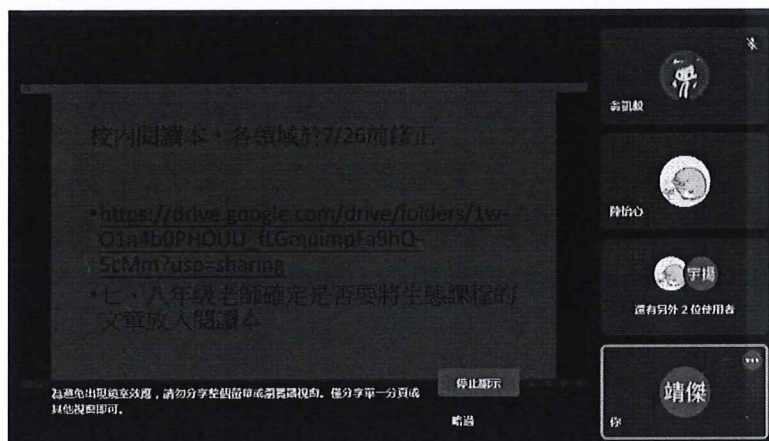 校內閱讀本，各領域於7/26前修正
•https://drive.google.com/drive/folders/1w-
ScMm?usp=sharing
•七、八年級老師確定是否要將生態課程的
文章放入閱讀本
為避免出現鏡室效應，請勿分享整個螢幕或瀏覽器視窗。僅分享單一分頁或
其他視窗即可。
停止顯示
略過
翁凱毅
陳怡心
宇揚
還有另外 2 位使用者
靖傑
你